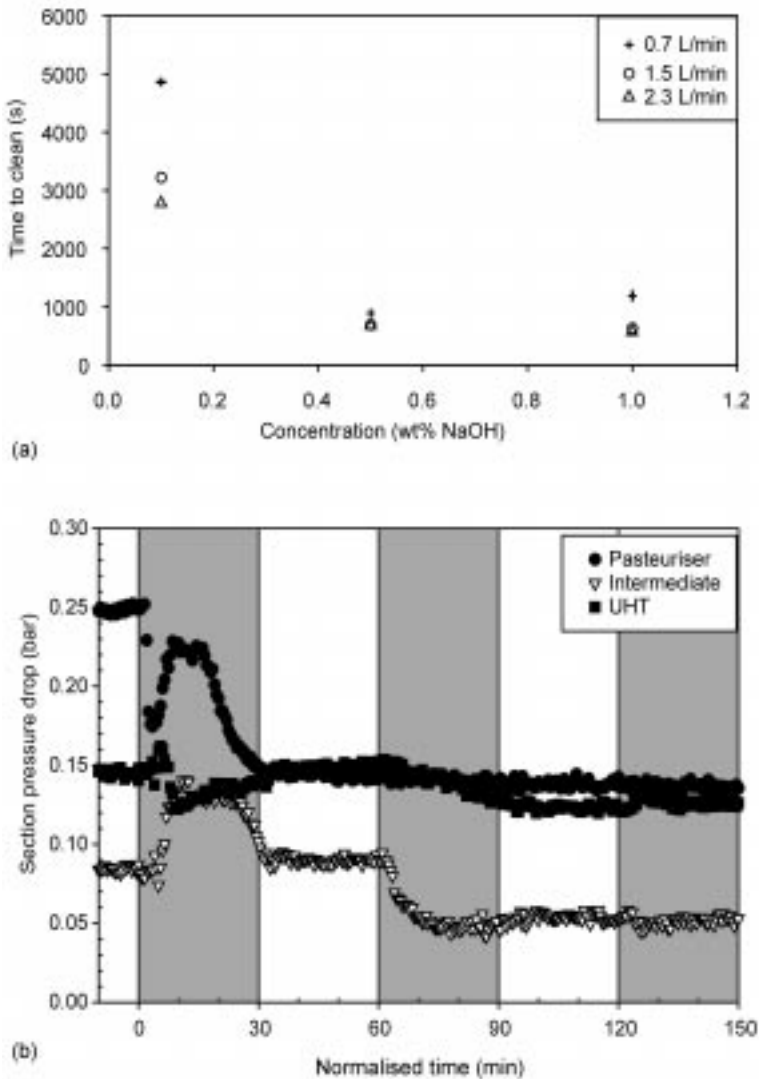 6000
5000
4000
3000
2000
1000
0
Time to clean (s)
+ 0.7 L/min
○ 1.5 L/min
△ 2.3 L/min
0.0 0.2 0.4 0.6 0.8 1.0 1.2
Concentration (wt% NaOH)
(a)
0.30
0.25
0.20
0.15
0.10
0.05
0.00
Section pressure drop (bar)
● Pasteuriser
▽ Intermediate
■ UHT
0 30 60 90 120 150
Normalised time (min)
(b)